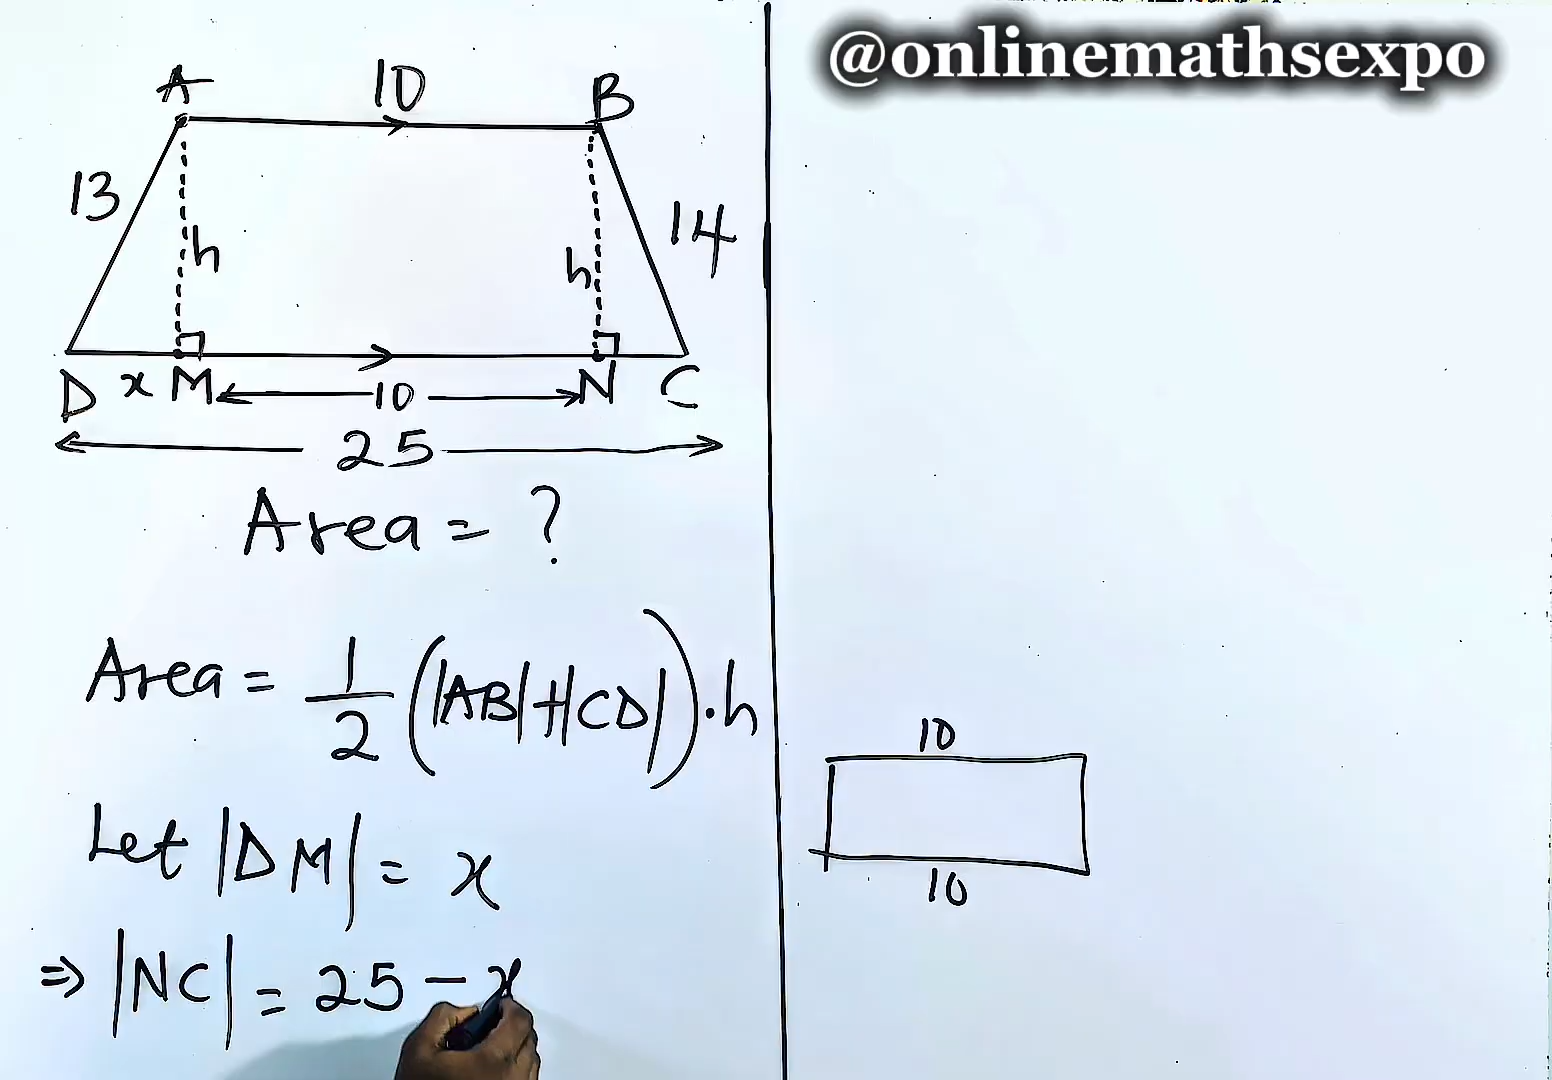 @onlinemathsexpo
A 10 B
13 h h 14
D x M 10 N C
25
Area = ?
Area = 1/2 (|AB|+|CD|) . h
Let |DM| = x
⇒ |NC| = 25 - x
10
10